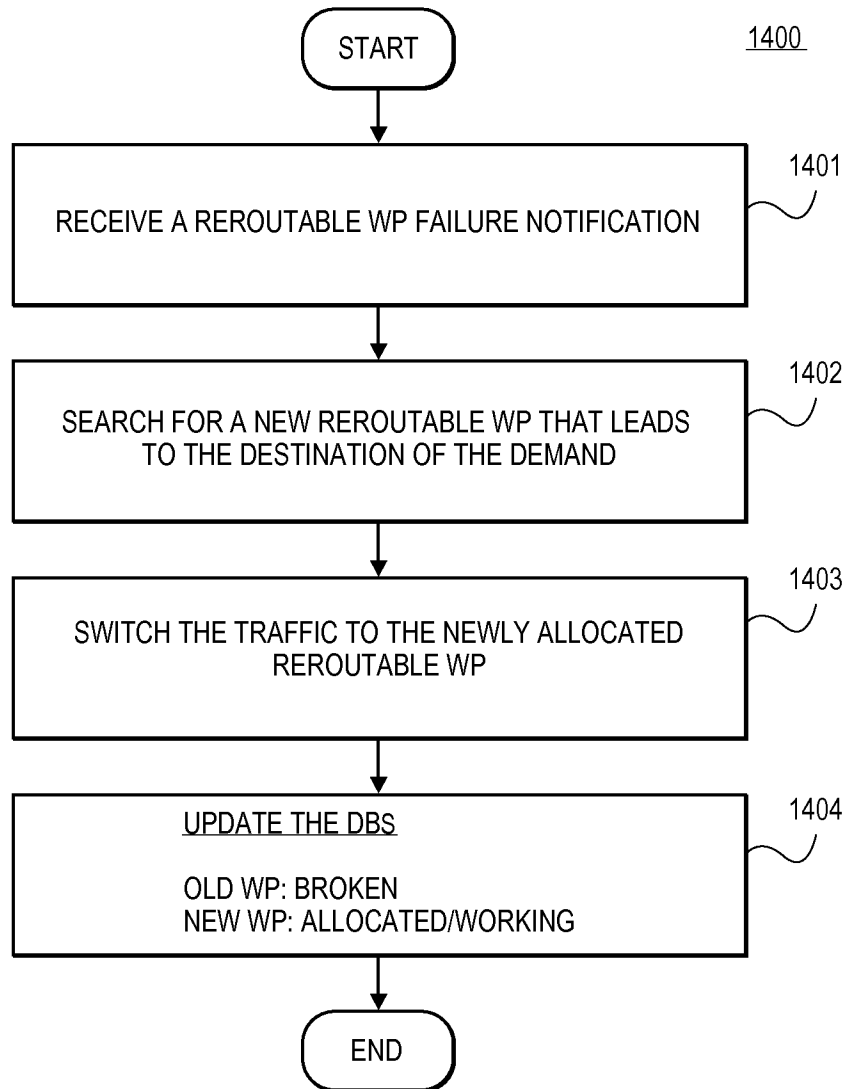 START
1400
1401
RECEIVE A REROUTABLE WP FAILURE NOTIFICATION
1402
SEARCH FOR A NEW REROUTABLE WP THAT LEADS
TO THE DESTINATION OF THE DEMAND
1403
SWITCH THE TRAFFIC TO THE NEWLY ALLOCATED
REROUTABLE WP
1404
UPDATE THE DBS
OLD WP: BROKEN
NEW WP: ALLOCATED/WORKING
END